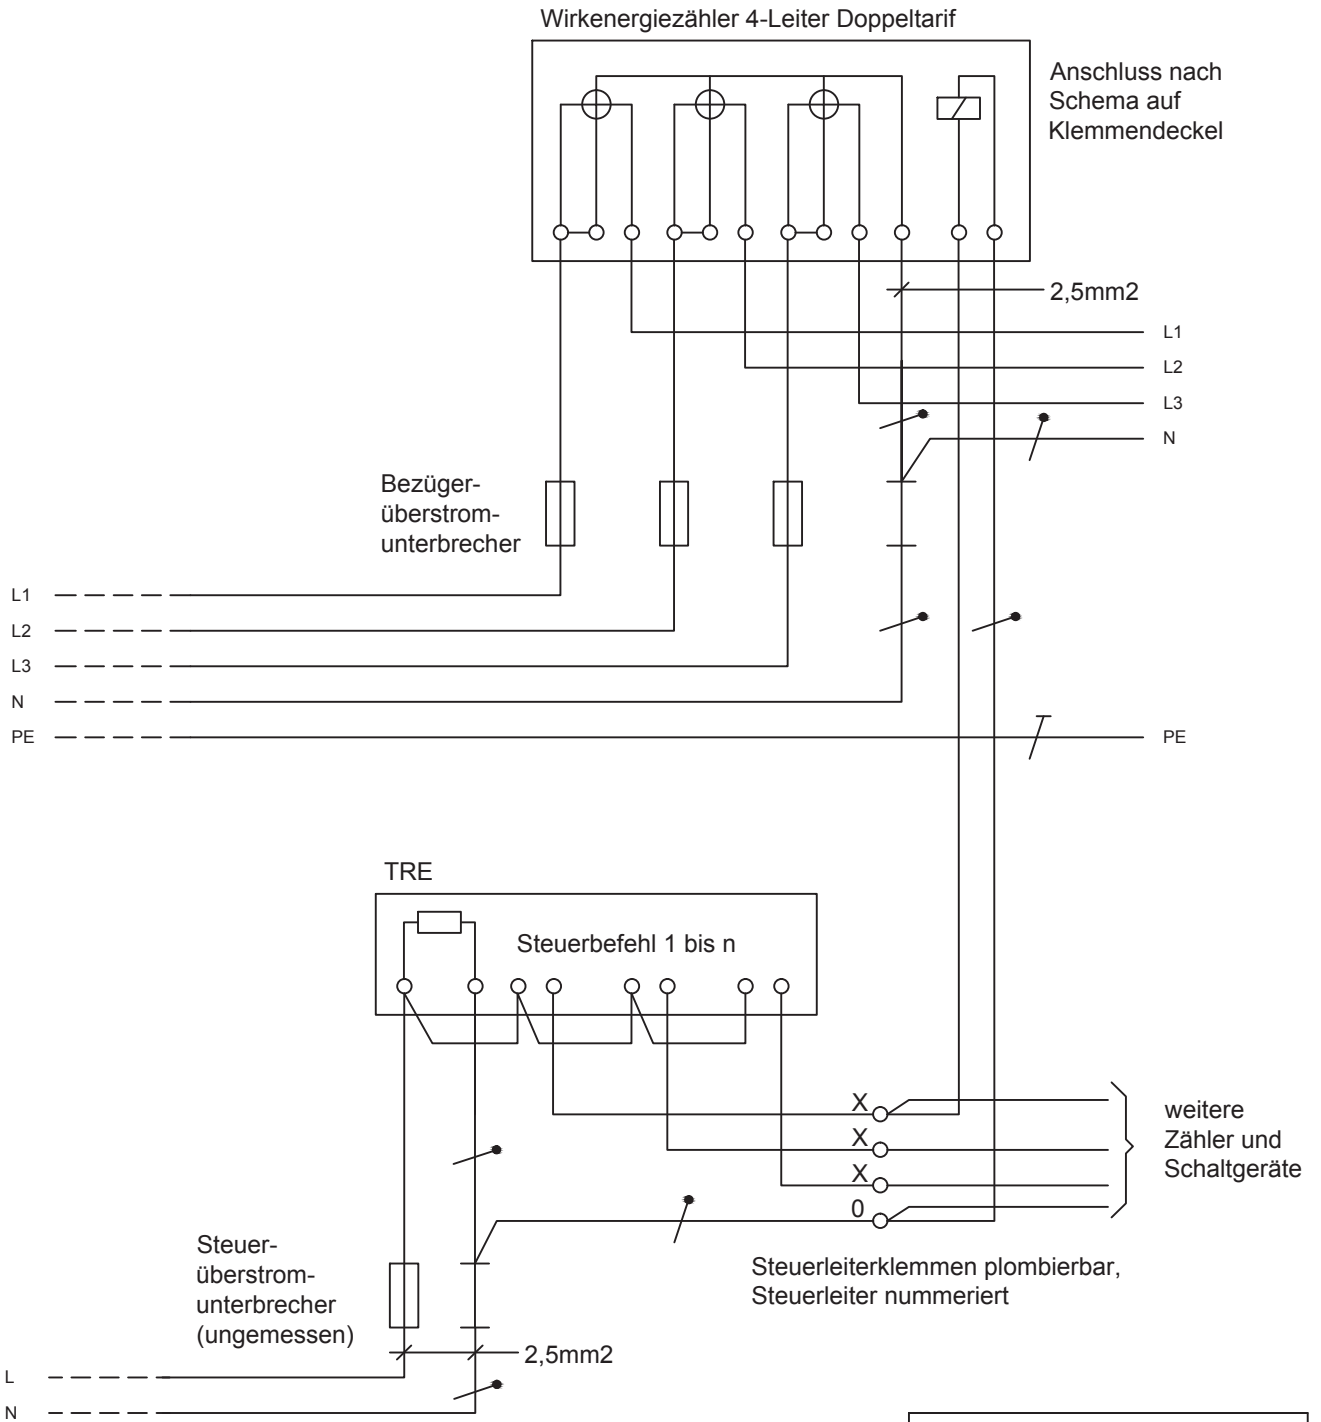 Wirkenergiezähler 4-Leiter Doppeltarif
Anschluss nach
Schema auf
Klemmendeckel
2,5mm2
L1
L2
L3
N
Bezüger-
überstrom-
unterbrecher
L1
L2
L3
N
PE
PE
TRE
Steuerbefehl 1 bis n
X
X
X
0
weitere
Zähler und
Schaltgeräte
Steuer-
überstrom-
unterbrecher
(ungemessen)
Steuerleiterklemmen plombierbar,
Steuerleiter nummeriert
2,5mm2
L
N